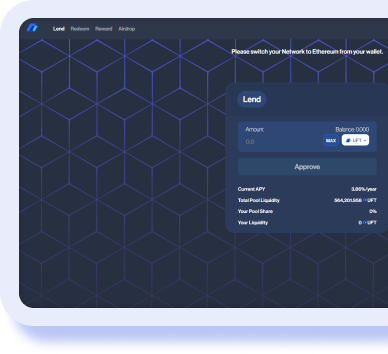 Lend Redeem Reward Airdrop
Please switch your Network to Ethereum from your wallet.
Lend
Amount Balance 0.000
0.0 MAX UFT
Approve
Current APY 3.86%/year
Total Pool Liquidity 564,201.956 UFT
Your Pool Share 0%
Your Liquidity 0 UFT